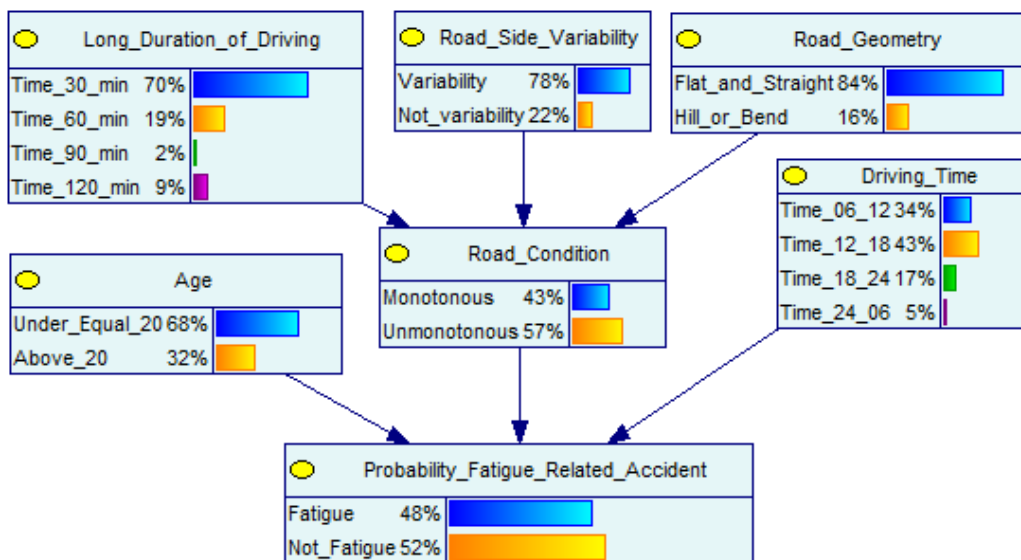 Long_Duration_of_Driving
Time_30_min 70%
Time_60_min 19%
Time_90_min 2%
Time_120_min 9%
Road_Side_Variability
Variability 78%
Not_variability 22%
Road_Geometry
Flat_and_Straight 84%
Hill_or_Bend 16%
Driving_Time
Time_06_12 34%
Time_12_18 43%
Time_18_24 17%
Time_24_06 5%
Road_Condition
Monotonous 43%
Unmonotonous 57%
Age
Under_Equal_20 68%
Above_20 32%
Probability_Fatigue_Related_Accident
Fatigue 48%
Not_Fatigue 52%